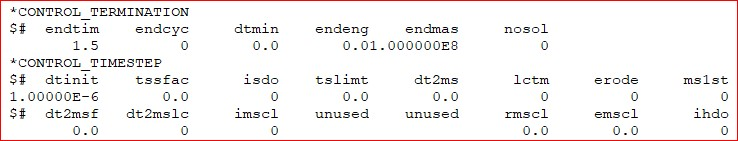 *CONTROL_TERMINATION
$# endtim endcyc dtmin endeng endmas nosol
1.5 0 0.0 0.01.000000E8 0
*CONTROL_TIMESTEP
$# dtinit tssfac isdo tslimt dt2ms lctm erode ms1st
1.00000E-6 0.0 0 0.0 0.0 0 0 0
$# dt2msf dt2mslc imscl unused unused rmscl emscl ihdo
0.0 0 0 0.0 0.0 0